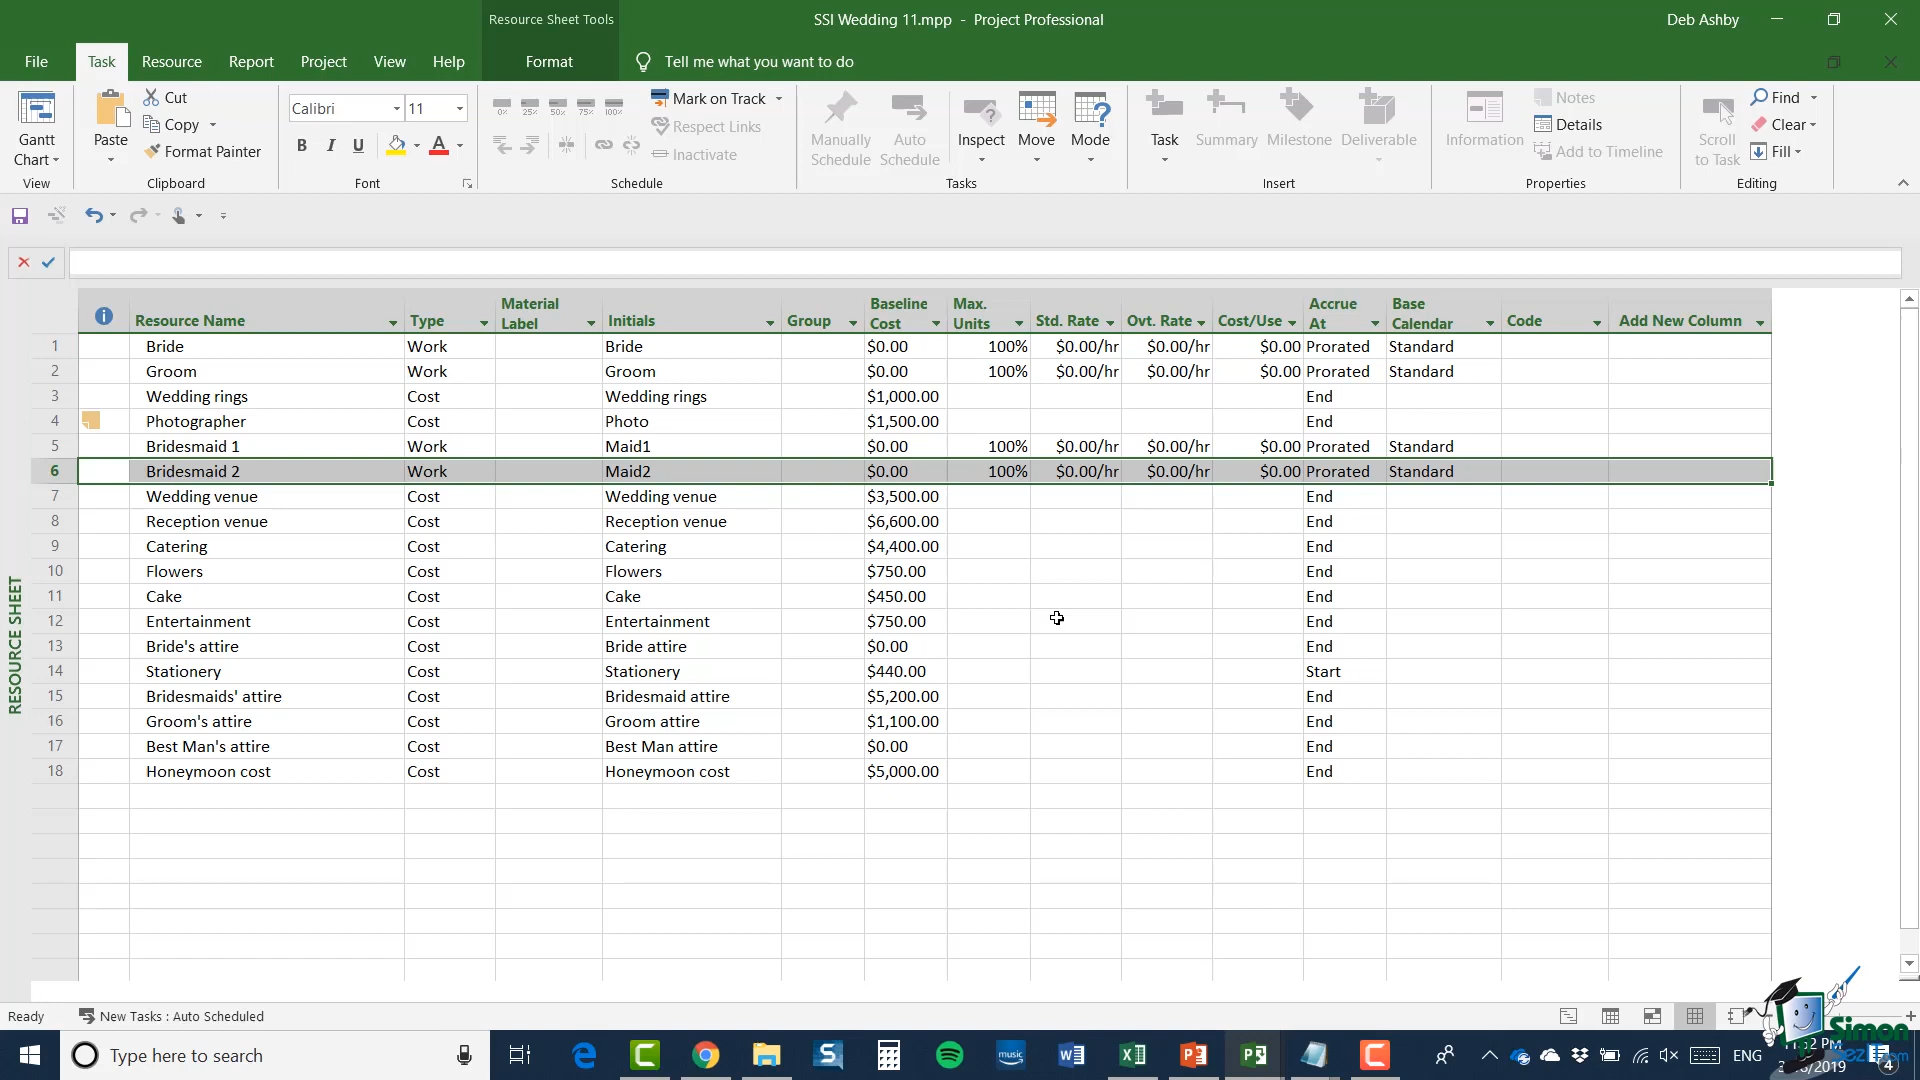 Resource Sheet Tools
SSI Wedding 11.mpp - Project Professional
Deb Ashby
File Task Resource Report Project View Help Format Tell me what you want to do
Gantt Chart
View
Paste
Cut
Copy
Format Painter
Clipboard
Calibri 11
B I U A
Font
0% 25% 50% 75% 100%
Mark on Track
Respect Links
Inactivate
Schedule
Manually Schedule
Auto Schedule
Inspect
Move
Mode
Tasks
Task
Summary
Milestone
Deliverable
Insert
Information
Notes
Details
Add to Timeline
Properties
Scroll to Task
Find
Clear
Fill
Editing
Resource Name Type Material Label Initials Group Baseline Cost Max. Units Std. Rate Ovt. Rate Cost/Use Accrue At Base Calendar Code Add New Column
1 Bride Work Bride $0.00 100% $0.00/hr $0.00/hr $0.00 Prorated Standard
2 Groom Work Groom $0.00 100% $0.00/hr $0.00/hr $0.00 Prorated Standard
3 Wedding rings Cost Wedding rings $1,000.00 End
4 Photographer Cost Photo $1,500.00 End
5 Bridesmaid 1 Work Maid1 $0.00 100% $0.00/hr $0.00/hr $0.00 Prorated Standard
6 Bridesmaid 2 Work Maid2 $0.00 100% $0.00/hr $0.00/hr $0.00 Prorated Standard
7 Wedding venue Cost Wedding venue $3,500.00 End
8 Reception venue Cost Reception venue $6,600.00 End
9 Catering Cost Catering $4,400.00 End
10 Flowers Cost Flowers $750.00 End
11 Cake Cost Cake $450.00 End
12 Entertainment Cost Entertainment $750.00 End
13 Bride's attire Cost Bride attire $0.00 End
14 Stationery Cost Stationery $440.00 Start
15 Bridesmaids' attire Cost Bridesmaid attire $5,200.00 End
16 Groom's attire Cost Groom attire $1,100.00 End
17 Best Man's attire Cost Best Man attire $0.00 End
18 Honeymoon cost Cost Honeymoon cost $5,000.00 End
RESOURCE SHEET
Ready New Tasks : Auto Scheduled
Type here to search
music
ENG
PM
2019
4
Simon
SezIt.com